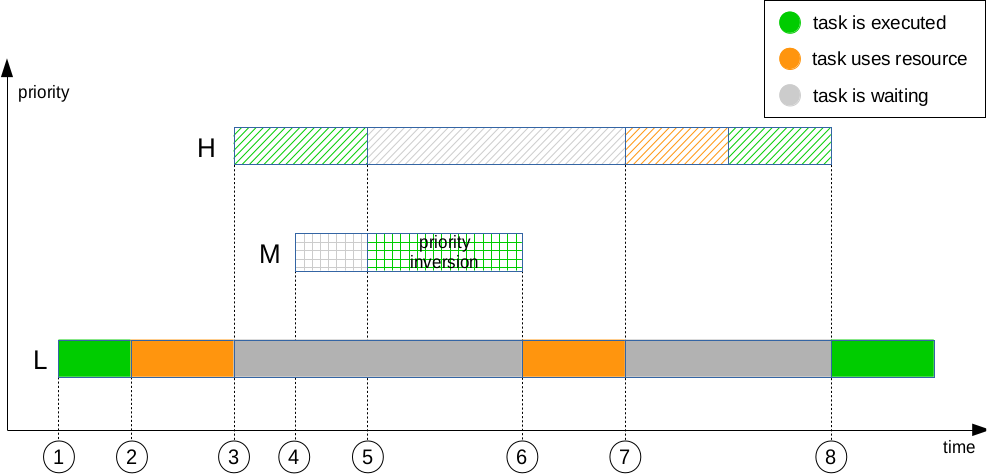 task is executed
task uses resource
task is waiting
priority
H
M
priority
inversion
L
1 2 3 4 5 6 7 8
time